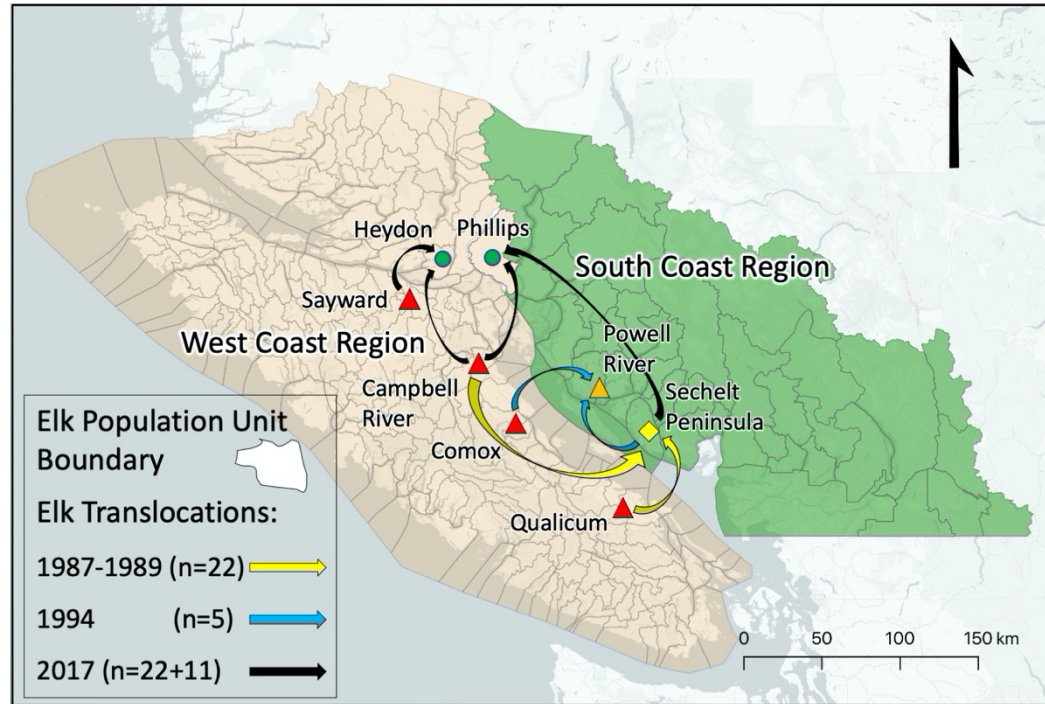 Heydon
Phillips
South Coast Region
Sayward
West Coast Region
Powell
River
Campbell
River
Sechelt
Peninsula
Comox
Qualicum
Elk Population Unit
Boundary
Elk Translocations:
1987-1989 (n=22)
1994 (n=5)
2017 (n=22+11)
0 50 100 150 km